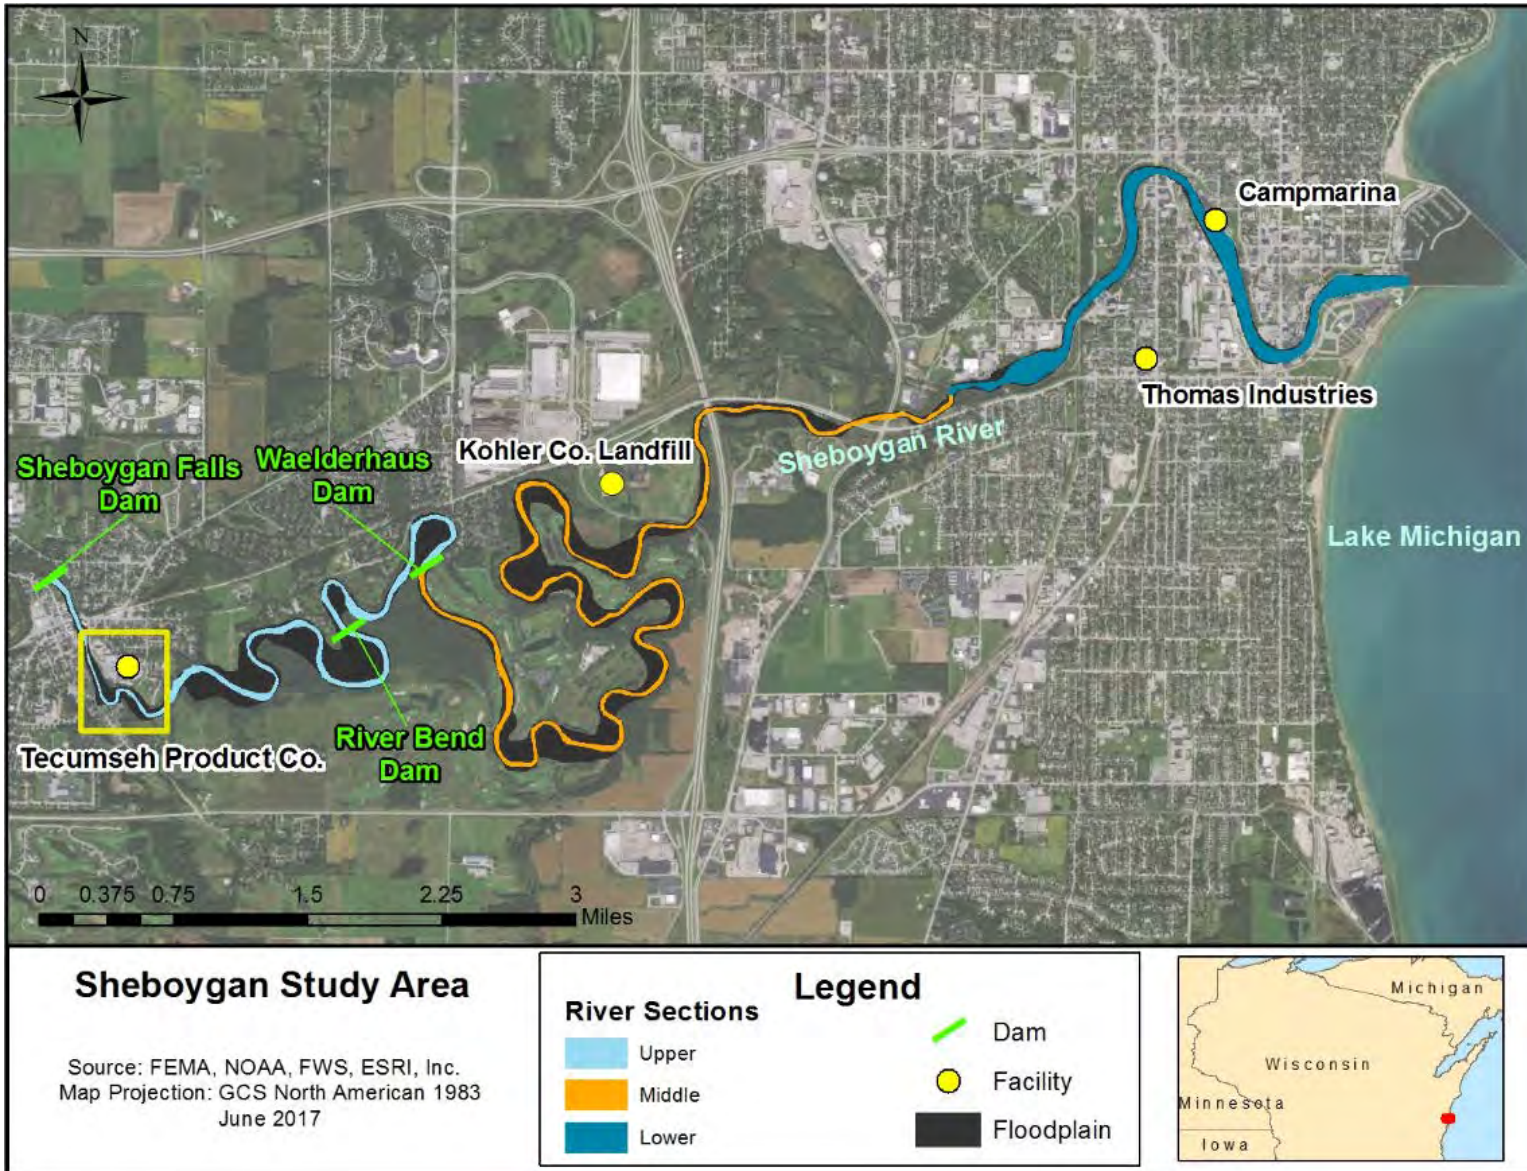 N
Campmarina
Thomas Industries
Sheboygan River
Kohler Co. Landfill
Lake Michigan
Waelderhaus
Dam
Sheboygan Falls
Dam
River Bend
Dam
Tecumseh Product Co.
0 0.375 0.75 1.5 2.25 3
Miles
Sheboygan Study Area
Source: FEMA, NOAA, FWS, ESRI, Inc.
Map Projection: GCS North American 1983
June 2017
Legend
River Sections
Upper
Middle
Lower
Dam
Facility
Floodplain
Michigan
Wisconsin
Minnesota
Iowa